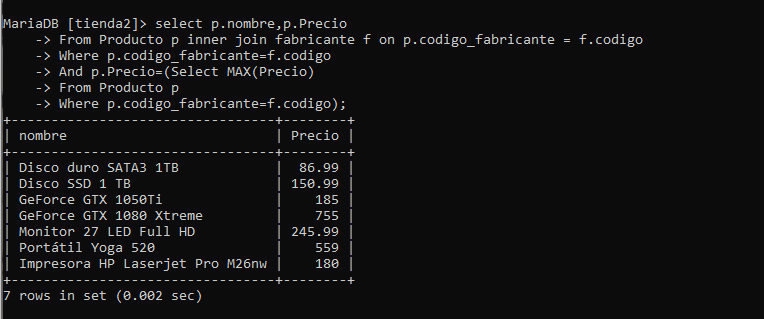 MariaDB [tienda2]> select p.nombre,p.Precio
    -> From Producto p inner join fabricante f on p.codigo_fabricante = f.codigo
    -> Where p.codigo_fabricante=f.codigo
    -> And p.Precio=(Select MAX(Precio)
    -> From Producto p
    -> Where p.codigo_fabricante=f.codigo);
+---------------------------------+--------+
| nombre                          | Precio |
+---------------------------------+--------+
| Disco duro SATA3 1TB            |  86.99 |
| Disco SSD 1 TB                  | 150.99 |
| GeForce GTX 1050Ti              |    185 |
| GeForce GTX 1080 Xtreme         |    755 |
| Monitor 27 LED Full HD          | 245.99 |
| Portátil Yoga 520               |    559 |
| Impresora HP Laserjet Pro M26nw |    180 |
+---------------------------------+--------+
7 rows in set (0.002 sec)